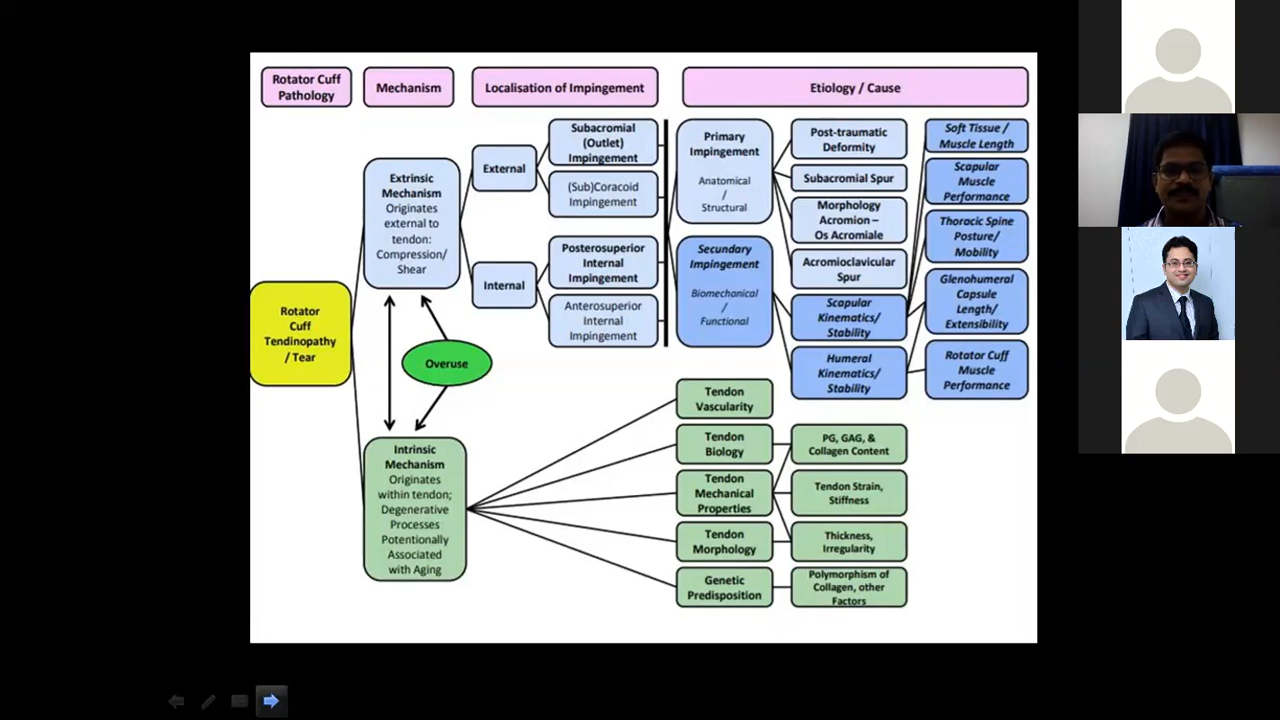 Rotator Cuff
Pathology
Mechanism
Localisation of Impingement
Etiology / Cause
Rotator
Cuff
Tendinopathy
/ Tear
Extrinsic
Mechanism
Originates
external to
tendon:
Compression/
Shear
Overuse
Intrinsic
Mechanism
Originates
within tendon;
Degenerative
Processes
Potentionally
Associated
with Aging
External
Internal
Subacromial
(Outlet)
Impingement
(Sub)Coracoid
Impingement
Posterosuperior
Internal
Impingement
Anterosuperior
Internal
Impingement
Primary
Impingement
Anatomical
/
Structural
Secundary
Impingement
Biomechanical
/
Functional
Post-traumatic
Deformity
Subacromial Spur
Morphology
Acromion –
Os Acromiale
Acromioclavicular
Spur
Scapular
Kinematics/
Stability
Humeral
Kinematics/
Stability
Soft Tissue /
Muscle Length
Scapular
Muscle
Performance
Thoracic Spine
Posture/
Mobility
Glenohumeral
Capsule
Length/
Extensibility
Rotator Cuff
Muscle
Performance
Tendon
Vascularity
Tendon
Biology
Tendon
Mechanical
Properties
Tendon
Morphology
Genetic
Predisposition
PG, GAG, &
Collagen Content
Tendon Strain,
Stiffness
Thickness,
Irregularity
Polymorphism of
Collagen, other
Factors